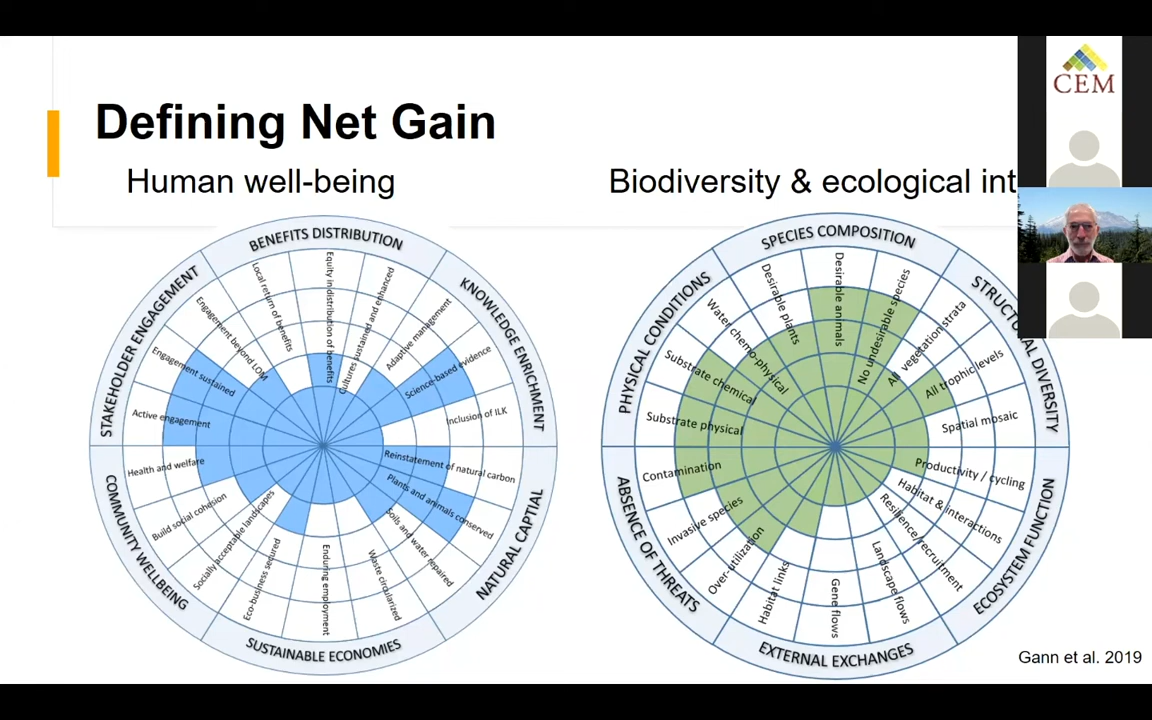 CEM
Defining Net Gain
Human well-being
Biodiversity & ecological int
BENEFITS DISTRIBUTION
KNOWLEDGE ENRICHMENT
NATURAL CAPTIAL
SUSTAINABLE ECONOMIES
COMMUNITY WELLBEING
STAKEHOLDER ENGAGEMENT
Local return of benefits
Equity in distribution of benefits
Cultures sustained and enhanced
Adaptive management
Science-based evidence
Inclusion of ILK
Reinstatement of natural carbon
Plants and animals conserved
Soils and water repaired
Waste circularized
Enduring employment
Eco-business secured
Socially acceptable landscapes
Build social cohesion
Health and welfare
Active engagement
Engagement sustained
Engagement beyond LOM
SPECIES COMPOSITION
STRUCTURAL DIVERSITY
ECOSYSTEM FUNCTION
EXTERNAL EXCHANGES
ABSENCE OF THREATS
PHYSICAL CONDITIONS
Desirable plants
Desirable animals
No undesirable species
All vegetation strata
All trophic levels
Spatial mosaic
Productivity / cycling
Habitat & interactions
Resilience/recruitment
Landscape flows
Gene flows
Habitat links
Over-utilization
Invasive species
Contamination
Substrate physical
Substrate chemical
Water chemo-physical
Gann et al. 2019